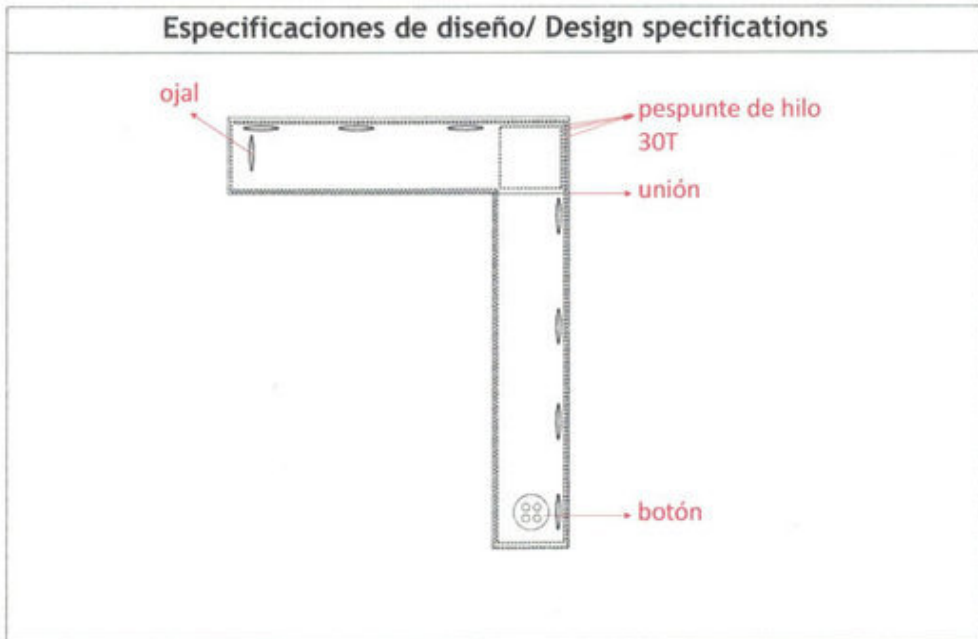 Especificaciones de diseño/ Design specifications
ojal
pespunte de hilo
30T
unión
botón